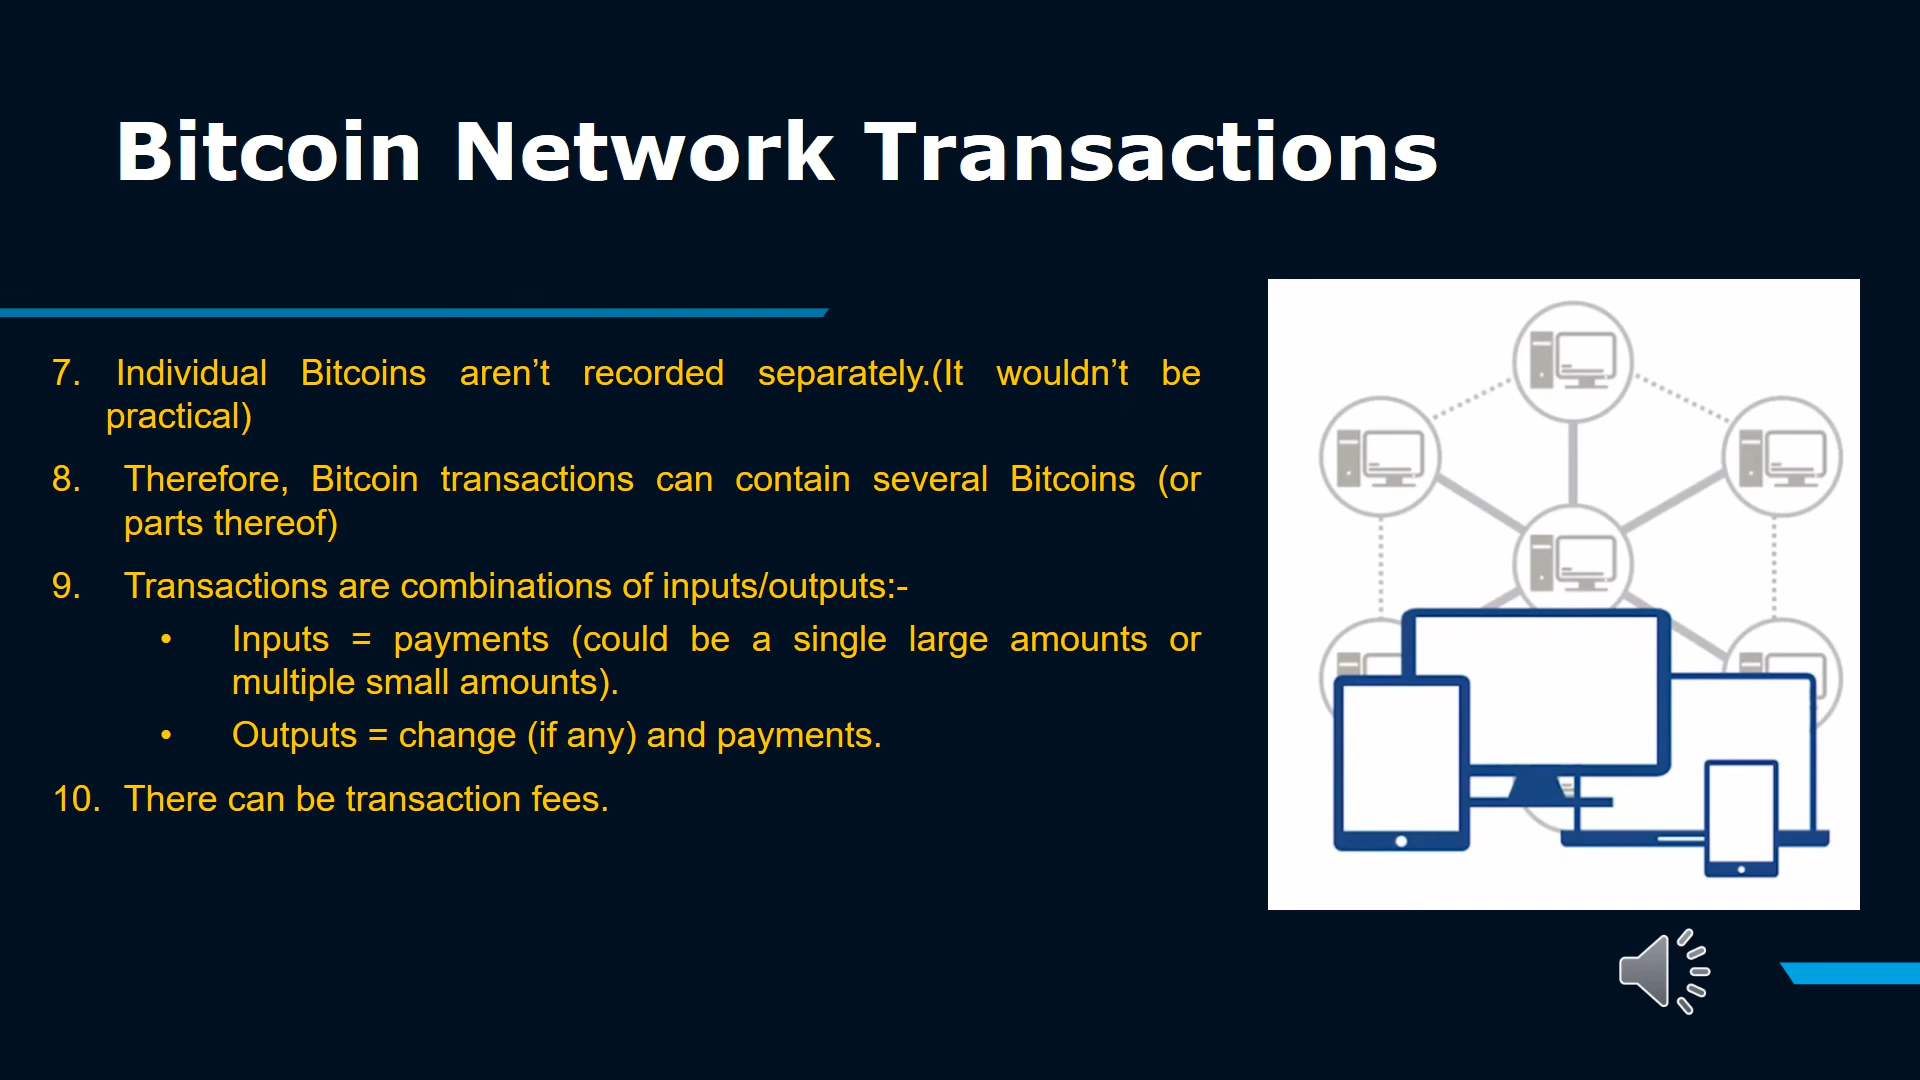 Bitcoin Network Transactions
7. Individual Bitcoins aren’t recorded separately.(It wouldn’t be
practical)
8. Therefore, Bitcoin transactions can contain several Bitcoins (or
parts thereof)
9. Transactions are combinations of inputs/outputs:-
• Inputs = payments (could be a single large amounts or
multiple small amounts).
• Outputs = change (if any) and payments.
10. There can be transaction fees.